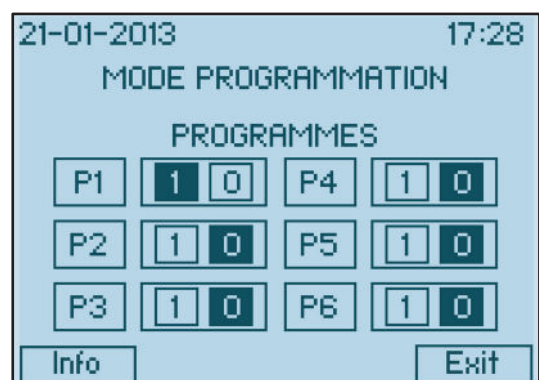 21-01-2013 17:28
MODE PROGRAMMATION
PROGRAMMES
P1 1 0 P4 1 0
P2 1 0 P5 1 0
P3 1 0 P6 1 0
Info Exit